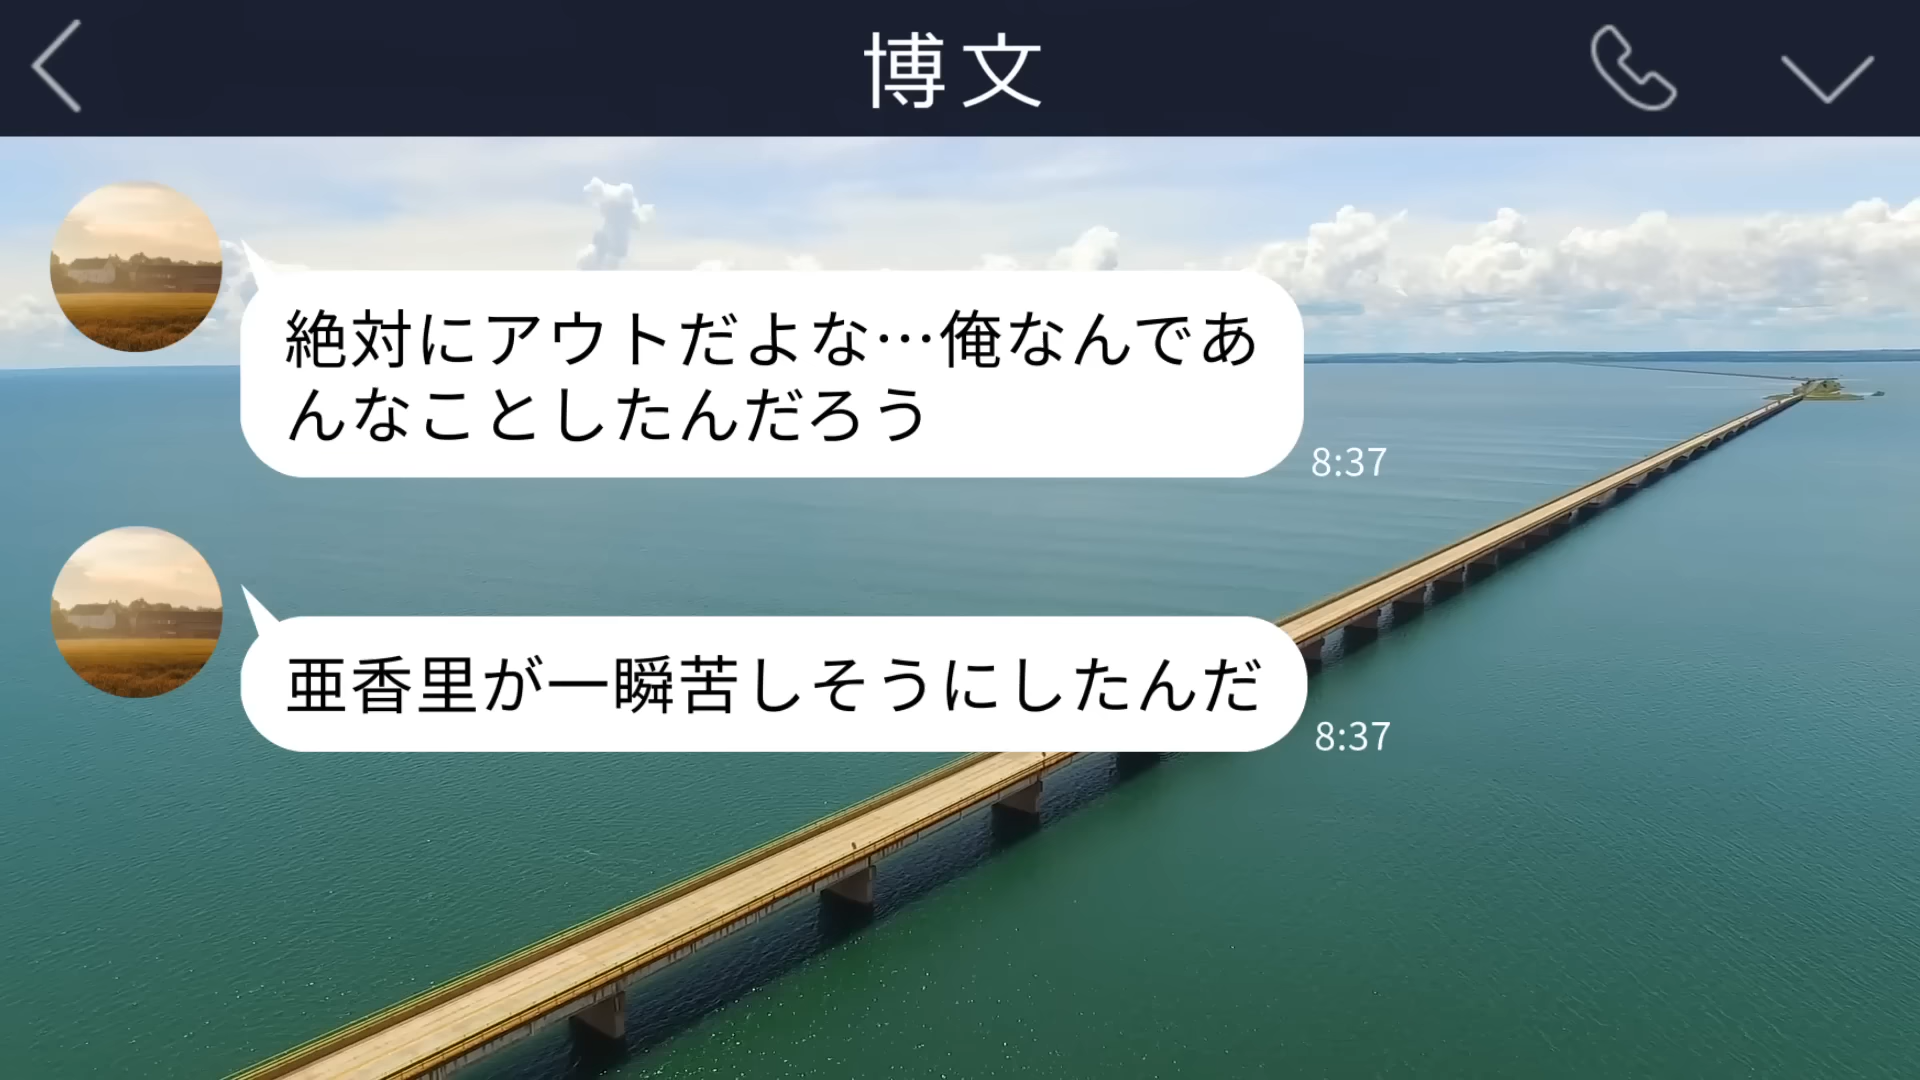 博文
絶対にアウトだよな…俺なんであ
んなことしたんだろう
8:37
亜香里が一瞬苦しそうにしたんだ
8:37